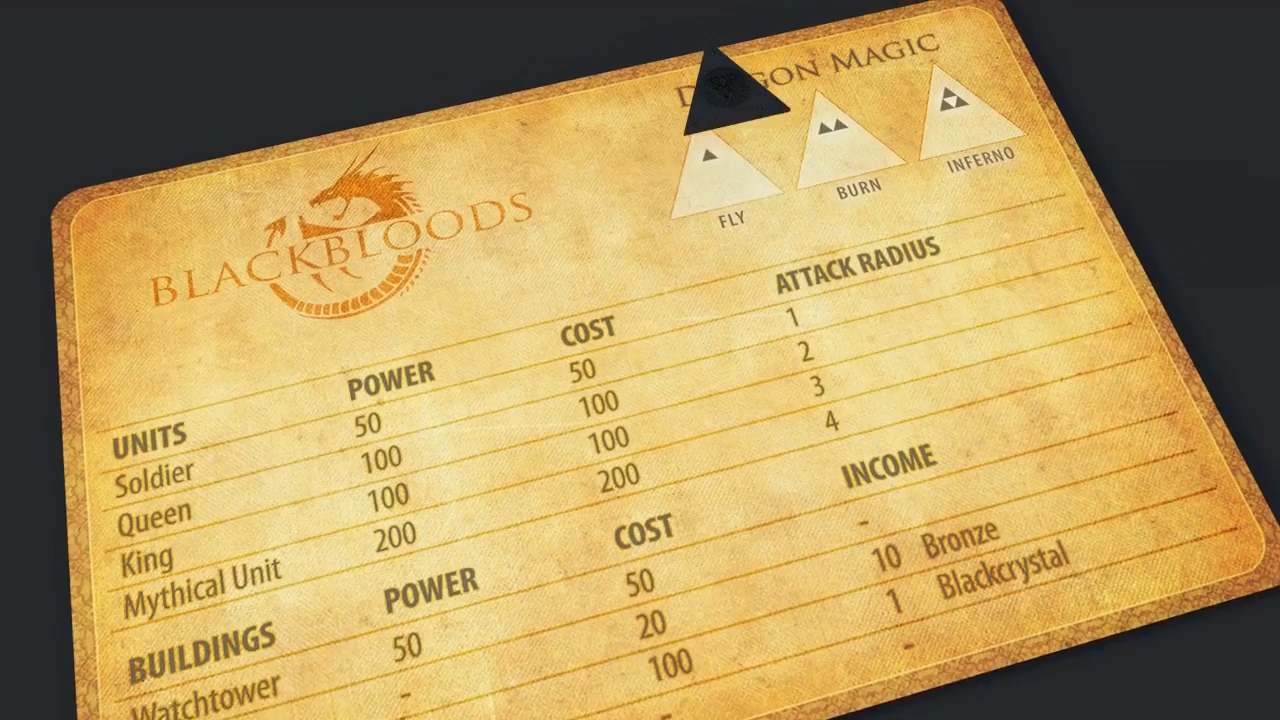 D GON MAGIC
BLACKBLOODS
FLY BURN INFERNO
UNITS POWER COST ATTACK RADIUS
Soldier 50 50 1
Queen 100 100 2
King 100 100 3
Mythical Unit 200 200 4
BUILDINGS POWER COST INCOME
Watchtower 50 50 -
- 20 10 Bronze
100 1 Blackcrystal
- -